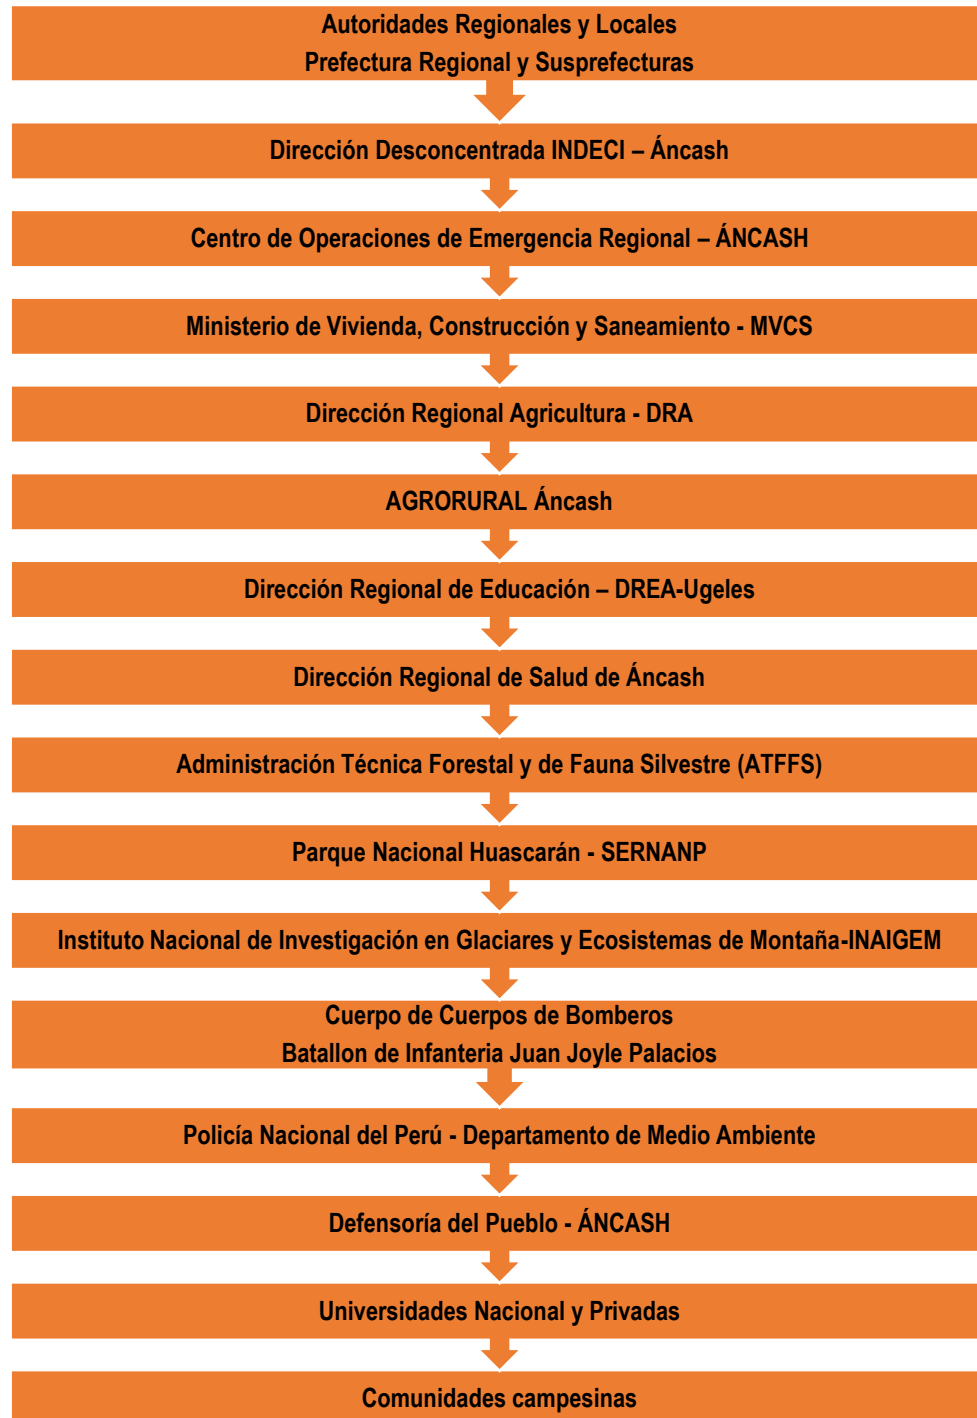 Autoridades Regionales y Locales
Prefectura Regional y Susprefecturas
Dirección Desconcentrada INDECI – Áncash
Centro de Operaciones de Emergencia Regional – ÁNCASH
Ministerio de Vivienda, Construcción y Saneamiento - MVCS
Dirección Regional Agricultura - DRA
AGRORURAL Áncash
Dirección Regional de Educación – DREA-Ugeles
Dirección Regional de Salud de Áncash
Administración Técnica Forestal y de Fauna Silvestre (ATFFS)
Parque Nacional Huascarán - SERNANP
Instituto Nacional de Investigación en Glaciares y Ecosistemas de Montaña-INAIGEM
Cuerpo de Cuerpos de Bomberos
Batallon de Infanteria Juan Joyle Palacios
Policía Nacional del Perú - Departamento de Medio Ambiente
Defensoría del Pueblo - ÁNCASH
Universidades Nacional y Privadas
Comunidades campesinas